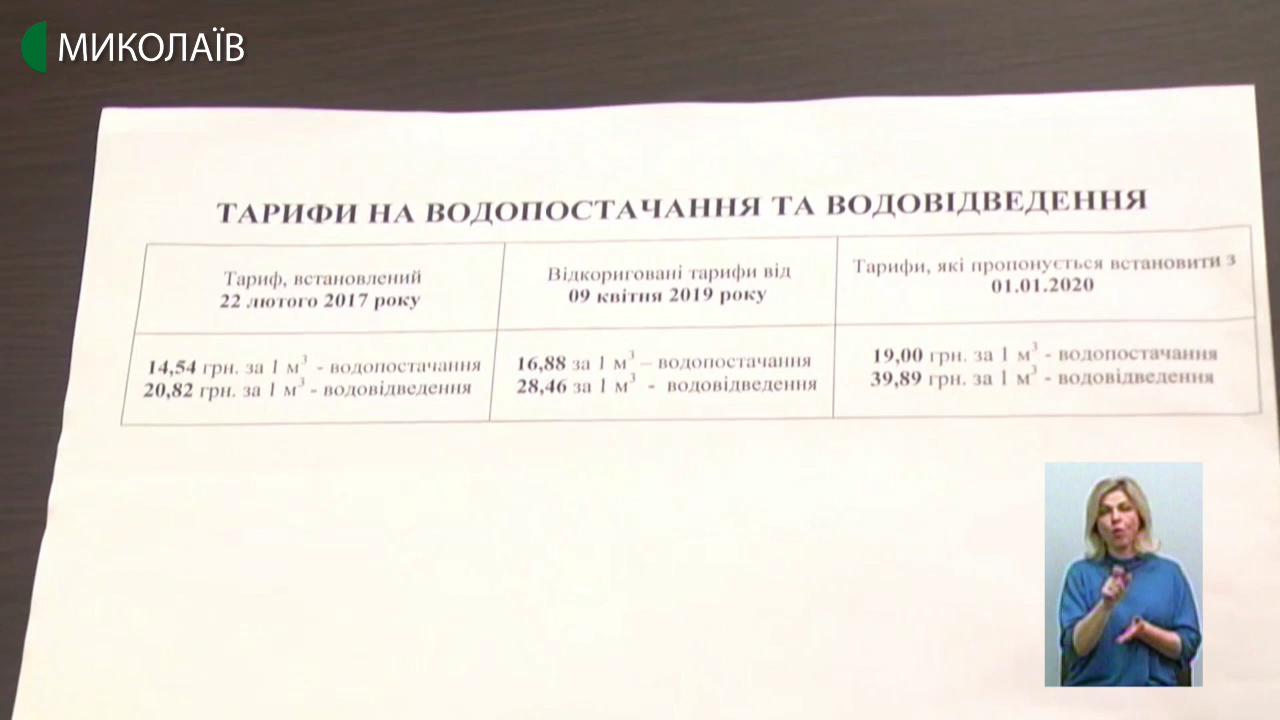 МИКОЛАЇВ
ТАРИФИ НА ВОДОПОСТАЧАННЯ ТА ВОДОВІДВЕДЕННЯ
Тариф, встановлений
22 лютого 2017 року
Відкориговані тарифи від
09 квітня 2019 року
Тарифи, які пропонується встановити з
01.01.2020
14,54 грн. за 1 м³ - водопостачання
20,82 грн. за 1 м³ - водовідведення
16,88 за 1 м³ – водопостачання
28,46 за 1 м³ - водовідведення
19,00 грн. за 1 м³ - водопостачання
39,89 грн. за 1 м³ - водовідведення